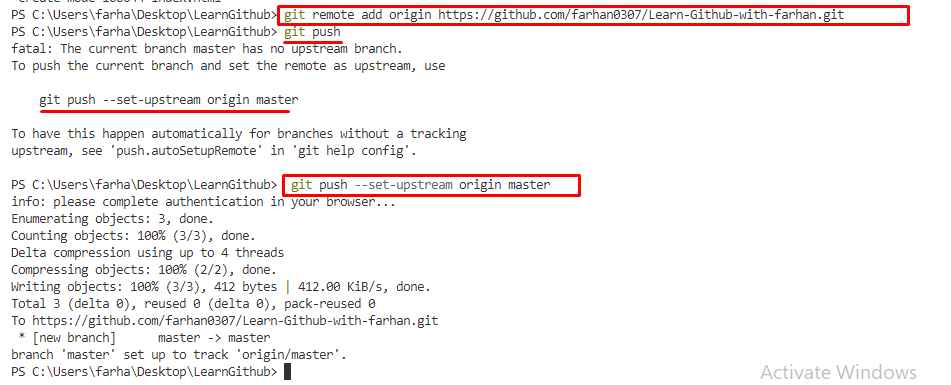 PS C:\Users\farha\Desktop\LearnGithub> git remote add origin https://github.com/farhan0307/Learn-Github-with-farhan.git
PS C:\Users\farha\Desktop\LearnGithub> git push
fatal: The current branch master has no upstream branch.
To push the current branch and set the remote as upstream, use
git push --set-upstream origin master
To have this happen automatically for branches without a tracking
upstream, see 'push.autoSetupRemote' in 'git help config'.
PS C:\Users\farha\Desktop\LearnGithub> git push --set-upstream origin master
info: please complete authentication in your browser...
Enumerating objects: 3, done.
Counting objects: 100% (3/3), done.
Delta compression using up to 4 threads
Compressing objects: 100% (2/2), done.
Writing objects: 100% (3/3), 412 bytes | 412.00 KiB/s, done.
Total 3 (delta 0), reused 0 (delta 0), pack-reused 0
To https://github.com/farhan0307/Learn-Github-with-farhan.git
* [new branch]      master -> master
branch 'master' set up to track 'origin/master'.
PS C:\Users\farha\Desktop\LearnGithub>
Activate Windows